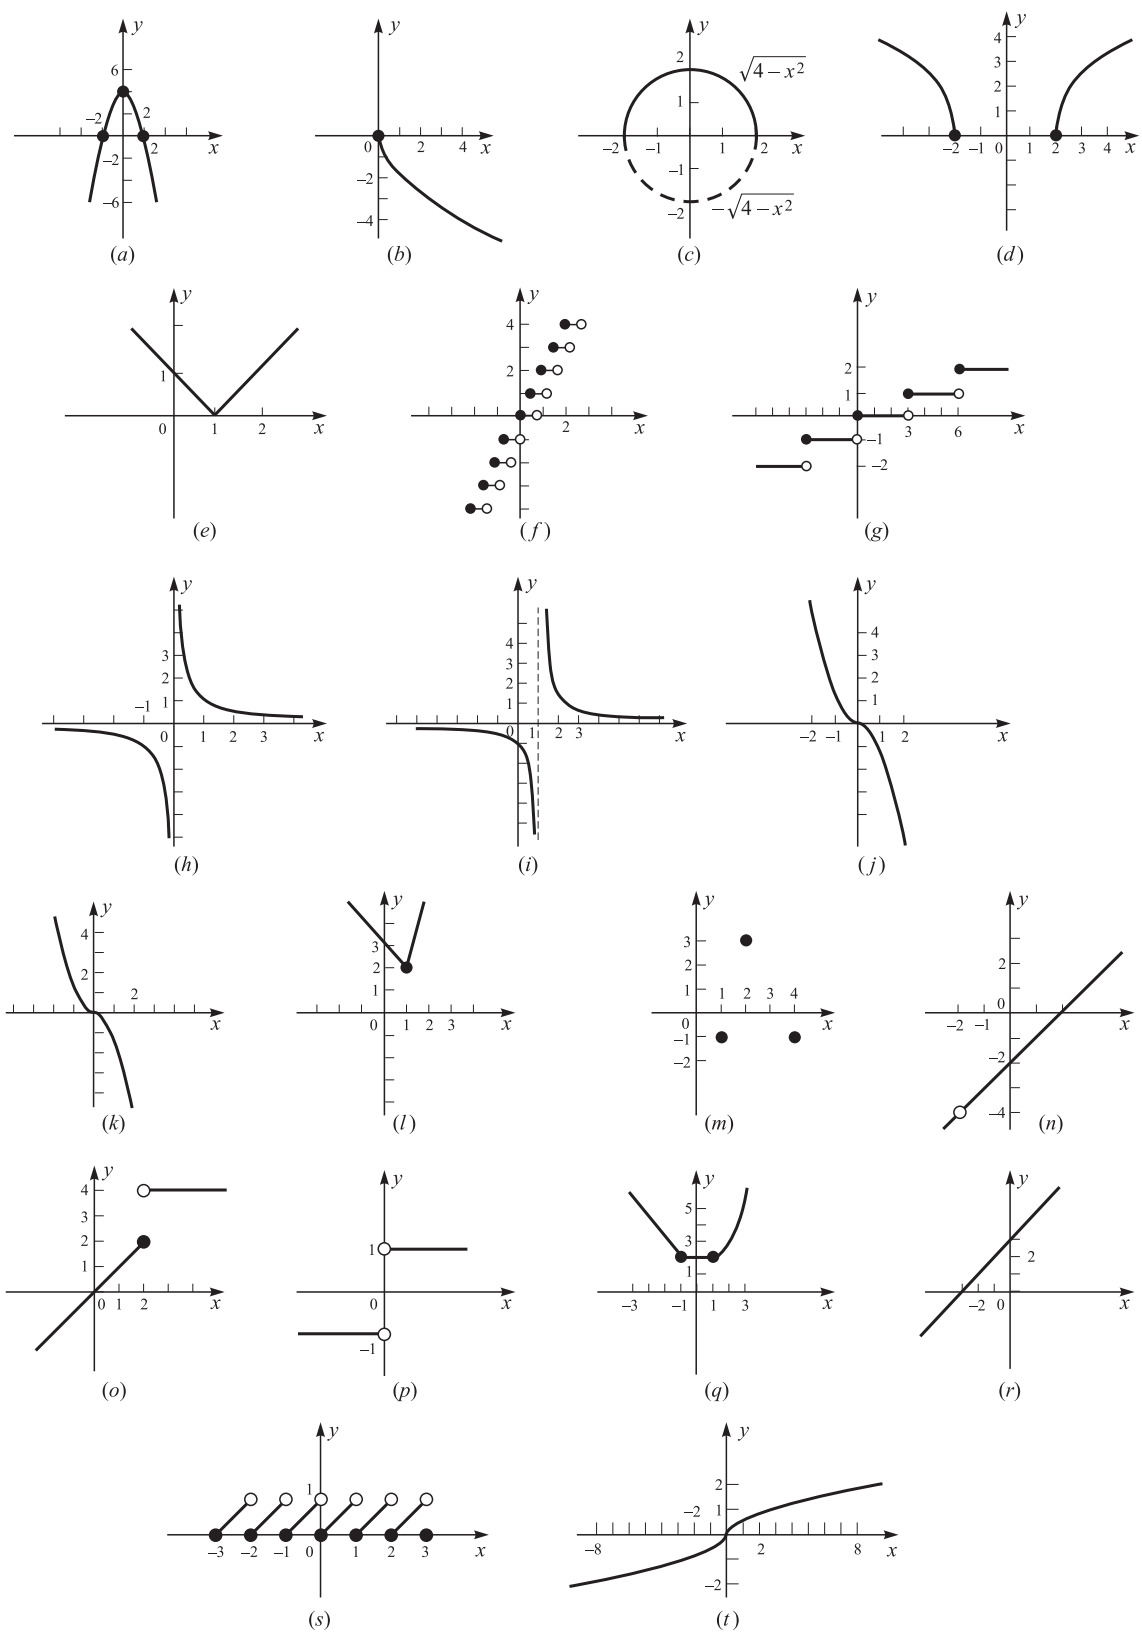 y y y y
6 2 √4 – x² 4
3
–2 2 1 2
1
2 x 0 2 4 x –2 –1 1 2 x –2 –1 0 1 2 3 4 x
–2 –2 –1 1
–6 –4 –2 –√4 – x²
(a) (b) (c) (d)
y y y
4
1 2 2
1
0 1 2 x 2 x 3 6 x
–1
–2
(e) (f) (g)
y y y
3 4 4
2 3 3
–1 1 2 2
1 1
0 1 2 3 x 0 1 2 3 x –2 –1 1 2 x
(h) (i) (j)
y y y y
4 3 3 2
2 2 2 2
1 1 1 2 3 4 0
x 0 1 2 3 x 0 x –2 –1 x
–1 –2
–2 –4
(k) (l) (m) (n)
y y y y
4 5
3 1 3 2
2 1
1
0 1 2 x 0 x –3 –1 1 3 x –2 0 x
–1
(o) (p) (q) (r)
y y
1 2
–2 1
–3 –2 –1 0 1 2 3 x –8 2 8 x
–2
(s) (t)